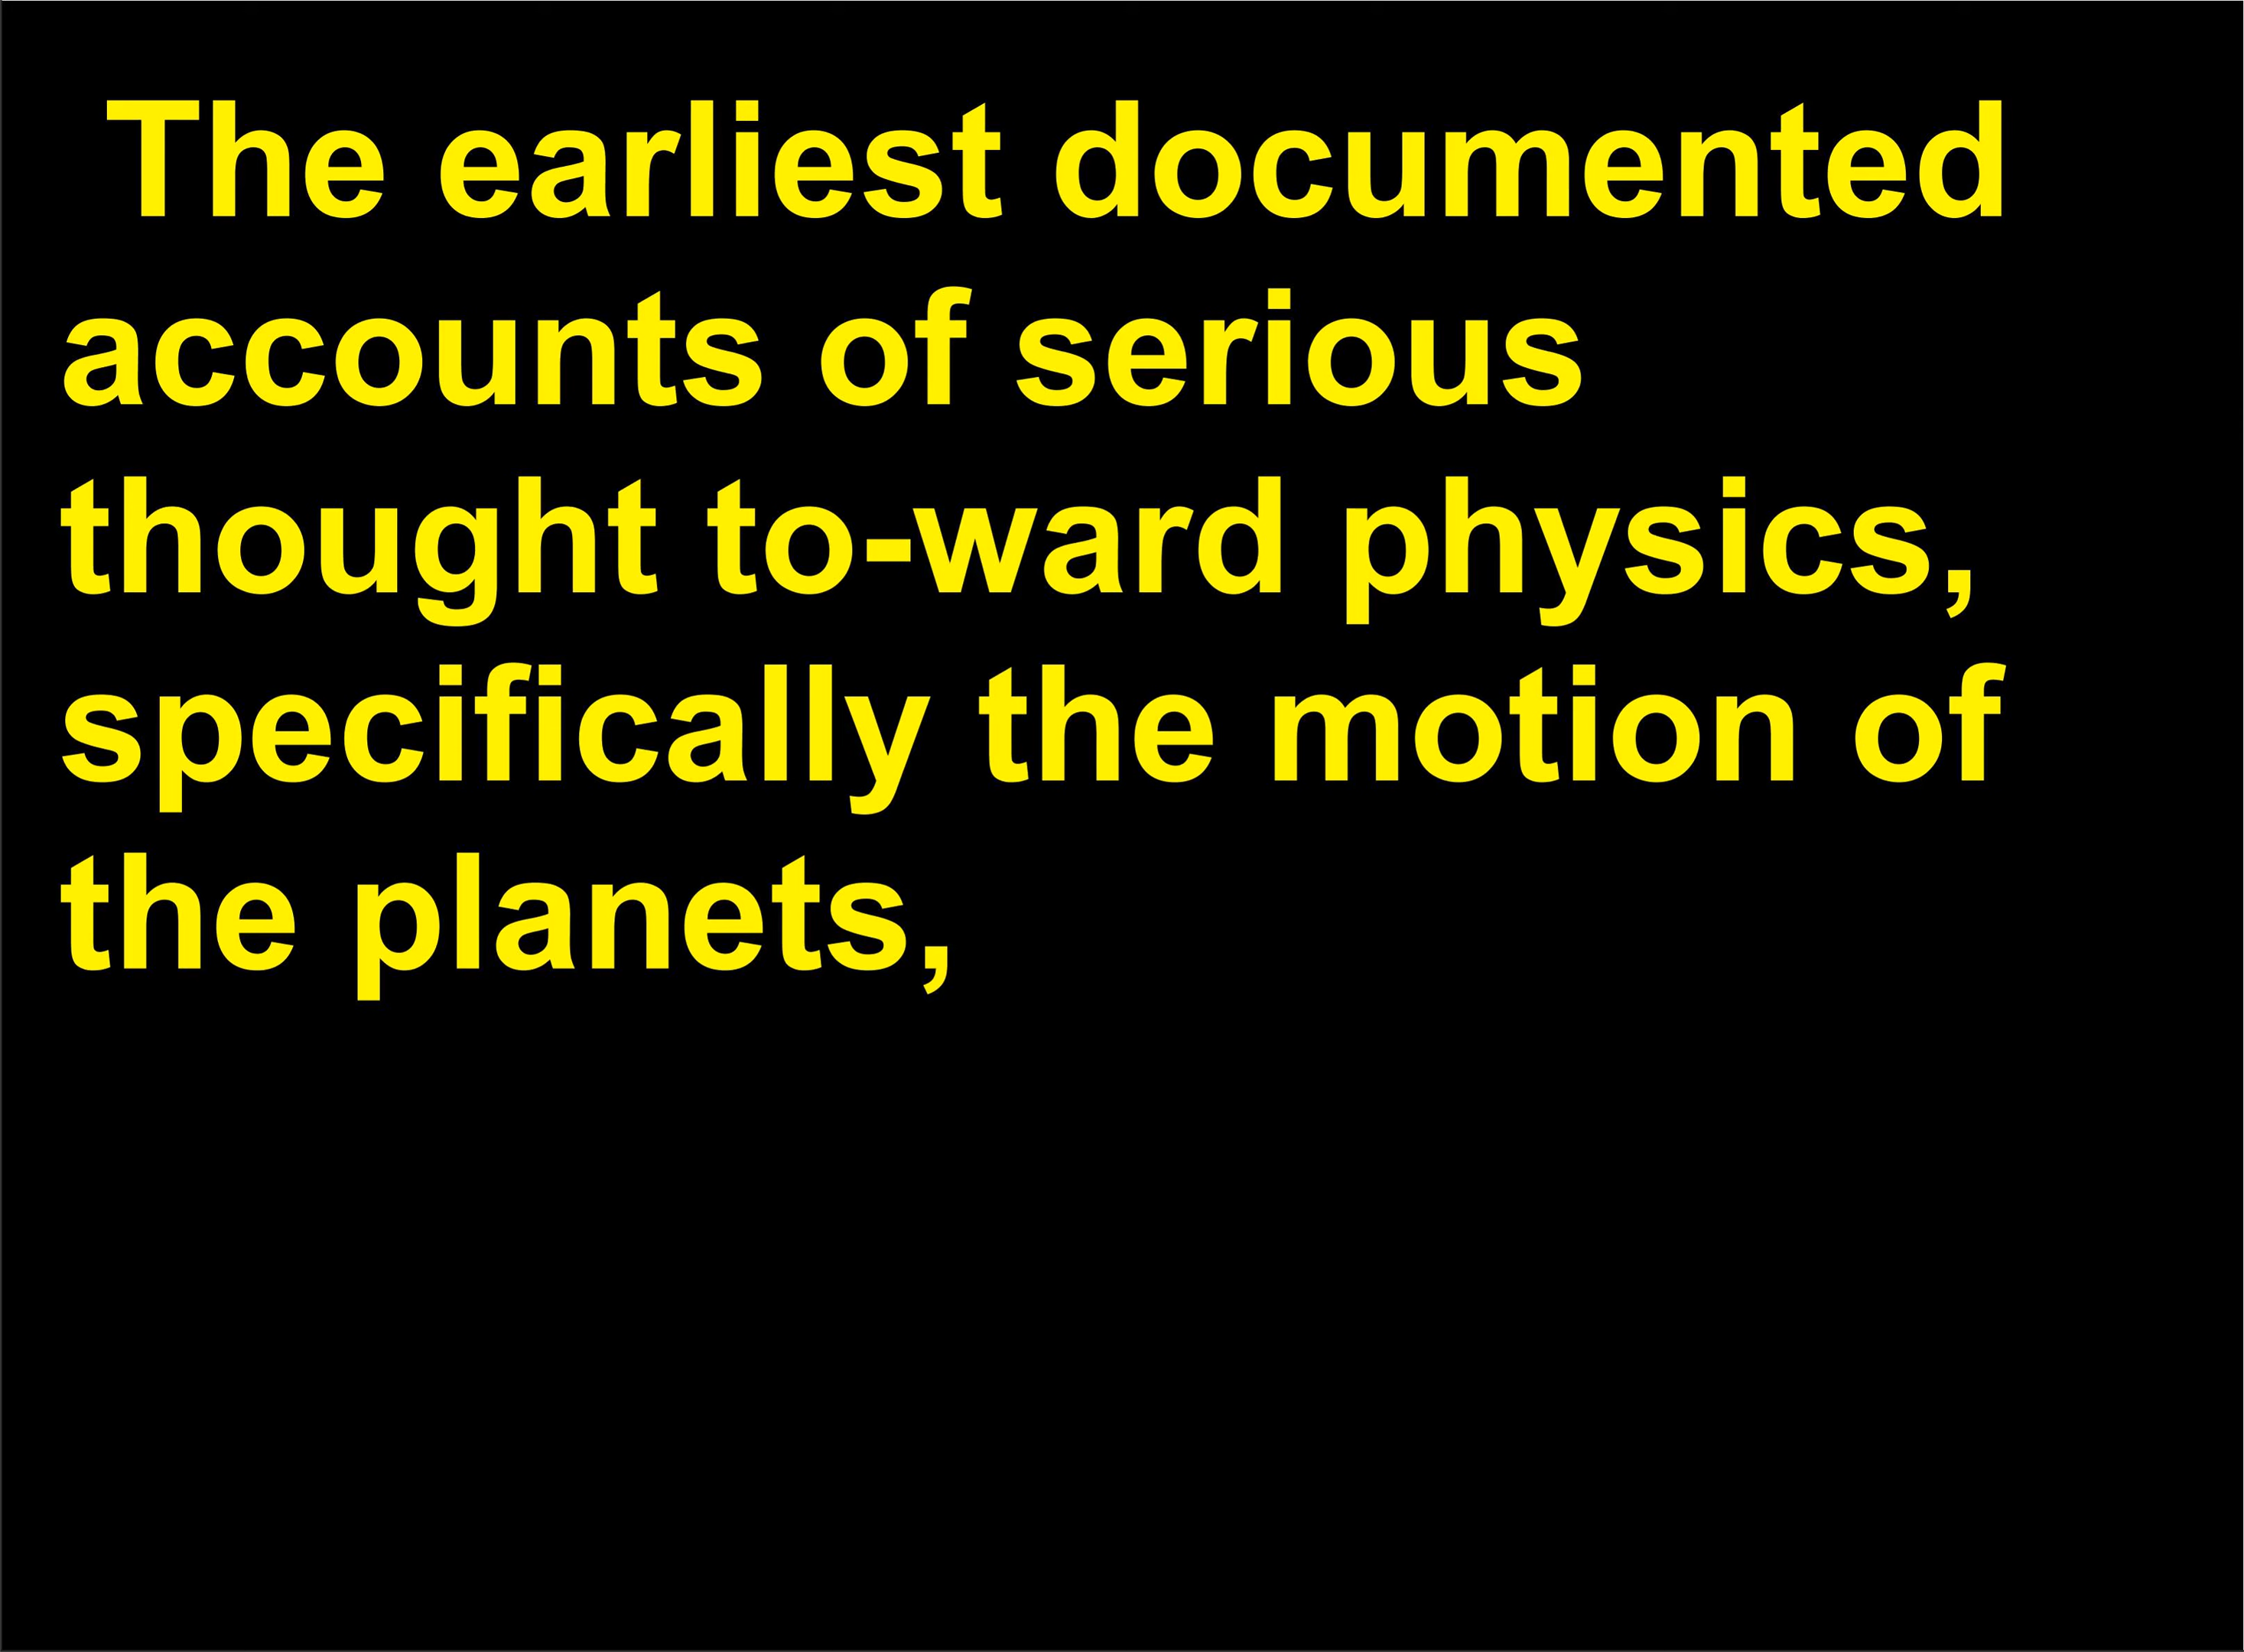 The earliest documented
accounts of serious
thought to-ward physics,
specifically the motion of
the planets,